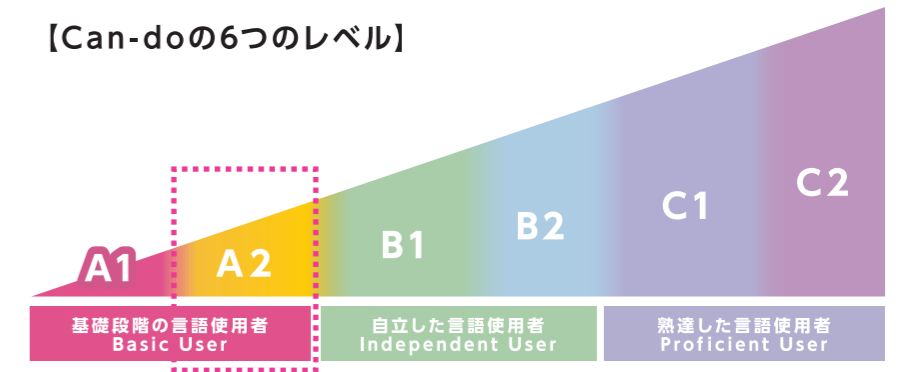 【Can-doの6つのレベル】
A1
A2
B1
B2
C1
C2
基礎段階の言語使用者
Basic User
自立した言語使用者
Independent User
熟達した言語使用者
Proficient User